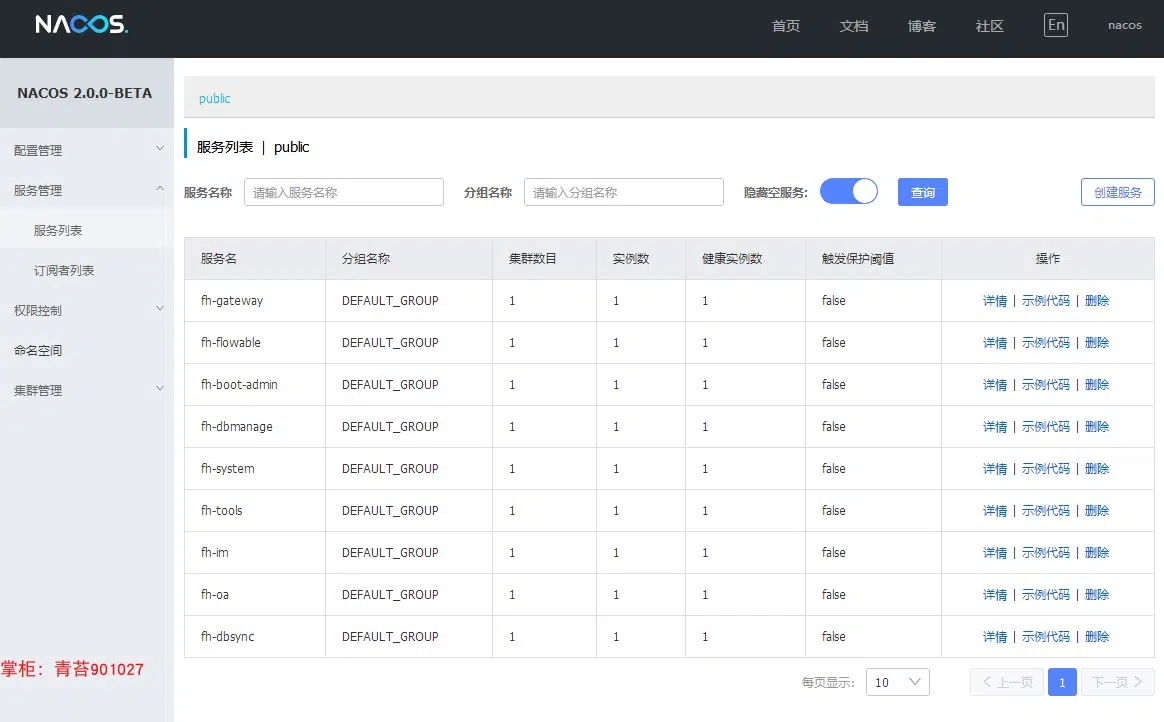 NACOS.
首页 文档 博客 社区 En nacos
NACOS 2.0.0-BETA
配置管理
服务管理
服务列表
订阅者列表
权限控制
命名空间
集群管理
掌柜：青苔901027
public
服务列表 | public
服务名称 请输入服务名称 分组名称 请输入分组名称 隐藏空服务: 查询 创建服务
服务名 分组名称 集群数目 实例数 健康实例数 触发保护阈值 操作
fh-gateway DEFAULT_GROUP 1 1 1 false 详情 | 示例代码 | 删除
fh-flowable DEFAULT_GROUP 1 1 1 false 详情 | 示例代码 | 删除
fh-boot-admin DEFAULT_GROUP 1 1 1 false 详情 | 示例代码 | 删除
fh-dbmanage DEFAULT_GROUP 1 1 1 false 详情 | 示例代码 | 删除
fh-system DEFAULT_GROUP 1 1 1 false 详情 | 示例代码 | 删除
fh-tools DEFAULT_GROUP 1 1 1 false 详情 | 示例代码 | 删除
fh-im DEFAULT_GROUP 1 1 1 false 详情 | 示例代码 | 删除
fh-oa DEFAULT_GROUP 1 1 1 false 详情 | 示例代码 | 删除
fh-dbsync DEFAULT_GROUP 1 1 1 false 详情 | 示例代码 | 删除
每页显示: 10 上一页 1 下一页